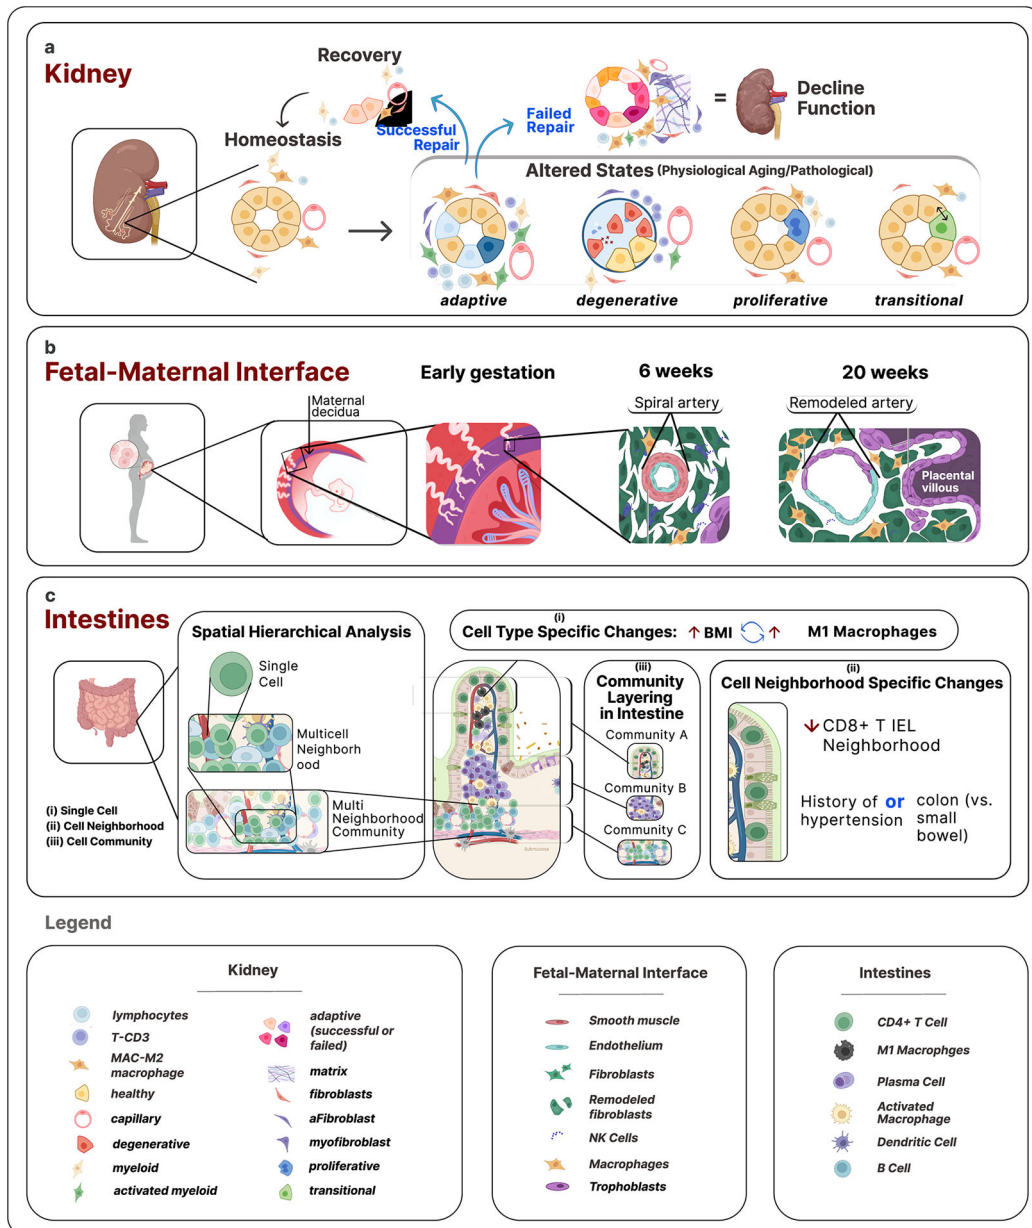 a
Kidney
Recovery
Homeostasis
Successful
Repair
Failed
Repair
=
Decline
Function
Altered States (Physiological Aging/Pathological)
adaptive
degenerative
proliferative
transitional
b
Fetal-Maternal Interface
Maternal
decidua
Early gestation
6 weeks
Spiral artery
20 weeks
Remodeled artery
Placental
villous
c
Intestines
(i) Single Cell
(ii) Cell Neighborhood
(iii) Cell Community
Spatial Hierarchical Analysis
Single
Cell
Multicell
Neighborh
ood
Multi
Neighborhood
Community
(i)
Cell Type Specific Changes: ↑ BMI ↑ M1 Macrophages
Submucosa
(iii)
Community
Layering
in Intestine
Community A
Community B
Community C
(ii)
Cell Neighborhood Specific Changes
↓ CD8+ T IEL
Neighborhood
History of
hypertension
or
colon (vs.
small
bowel)
Legend
Kidney
lymphocytes
T-CD3
MAC-M2
macrophage
healthy
capillary
degenerative
myeloid
activated myeloid
adaptive
(successful or
failed)
matrix
fibroblasts
aFibroblast
myofibroblast
proliferative
transitional
Fetal-Maternal Interface
Smooth muscle
Endothelium
Fibroblasts
Remodeled
fibroblasts
NK Cells
Macrophages
Trophoblasts
Intestines
CD4+ T Cell
M1 Macrophges
Plasma Cell
Activated
Macrophage
Dendritic Cell
B Cell